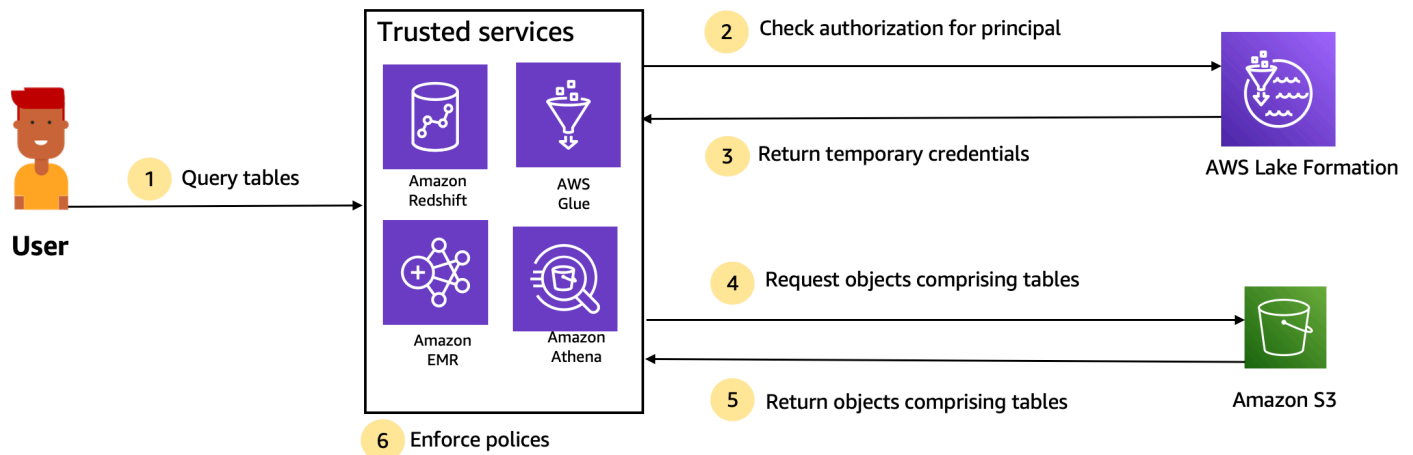 Trusted services
2 Check authorization for principal
Amazon
Redshift
AWS
Glue
3 Return temporary credentials
AWS Lake Formation
1 Query tables
User
Amazon
EMR
Amazon
Athena
4 Request objects comprising tables
5 Return objects comprising tables
Amazon S3
6 Enforce polices